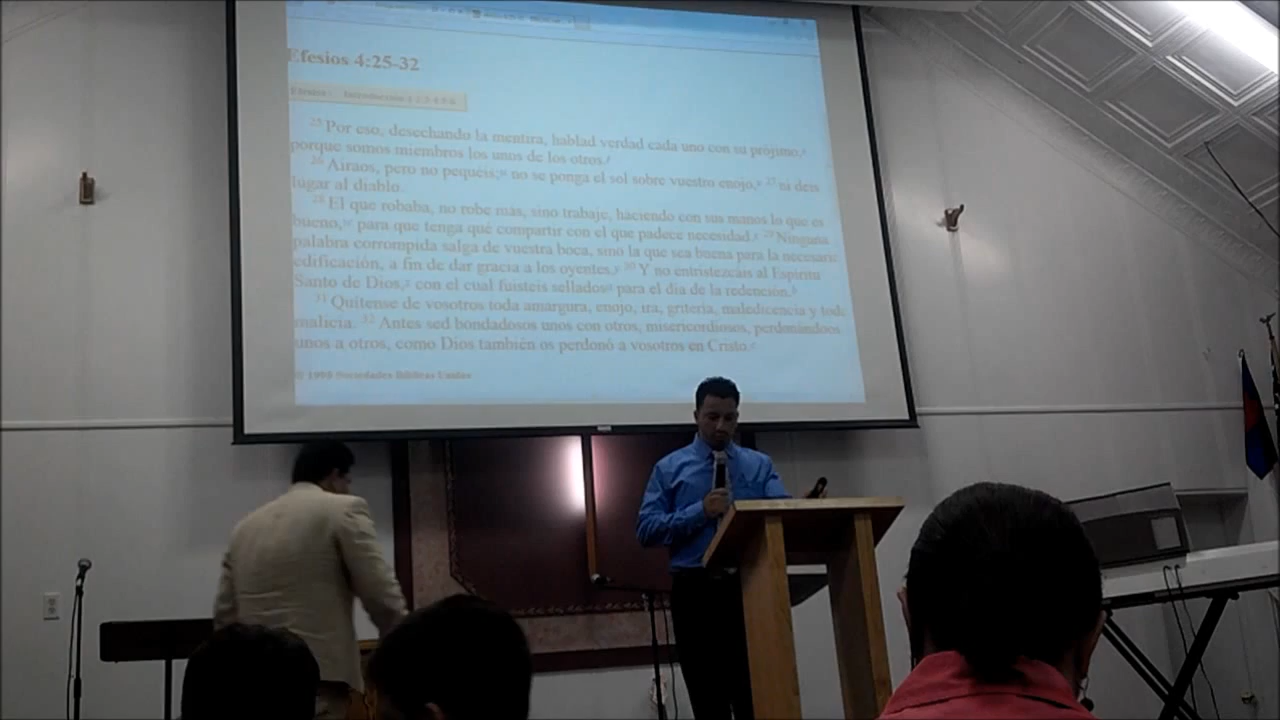 Efesios 4:25-32
25 Por eso, desechando la mentira, hablad verdad cada uno con su prójimo,
porque somos miembros los unos de los otros.
26 Airaos, pero no pequéis; no se ponga el sol sobre vuestro enojo, 27 ni deis
lugar al diablo.
28 El que robaba, no robe más, sino trabaje, haciendo con sus manos lo que es
bueno, para que tenga qué compartir con el que padece necesidad. 29 Ninguna
palabra corrompida salga de vuestra boca, sino la que sea buena para la necesaria
edificación, a fin de dar gracia a los oyentes. 30 Y no entristezcáis al Espíritu
Santo de Dios, con el cual fuisteis sellados para el día de la redención.
31 Quítense de vosotros toda amargura, enojo, ira, gritería, maledicencia y toda
malicia. 32 Antes sed bondadosos unos con otros, misericordiosos, perdonándoos
unos a otros, como Dios también os perdonó a vosotros en Cristo.
© 1995 Sociedades Bíblicas Unidas